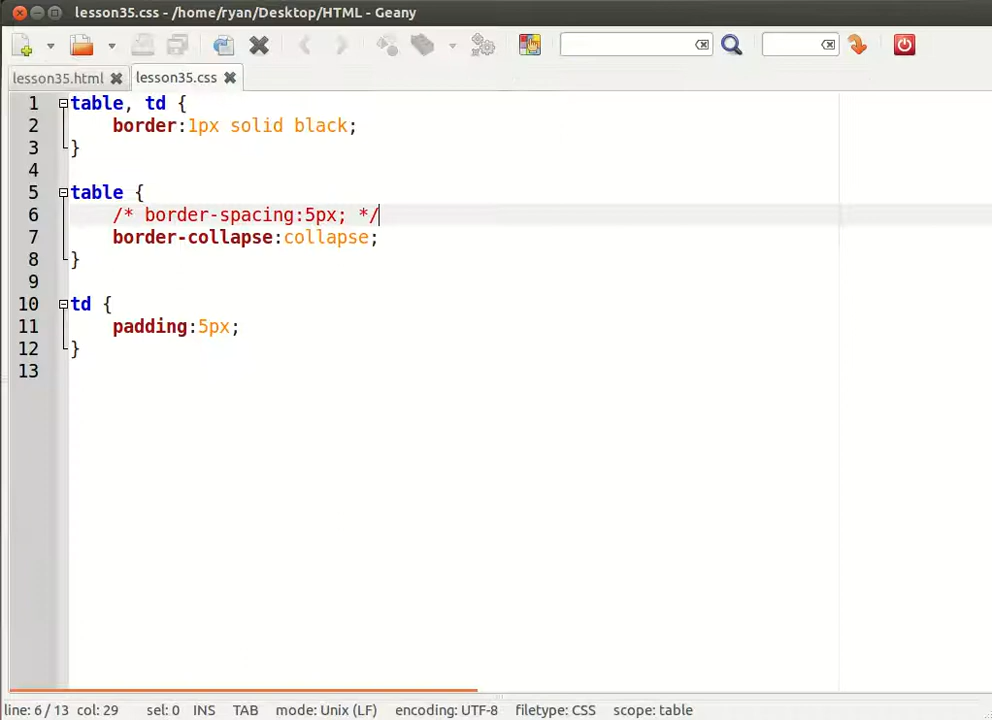 lesson35.css - /home/ryan/Desktop/HTML - Geany
lesson35.html lesson35.css
1 table, td {
2 border:1px solid black;
3 }
4
5 table {
6 /* border-spacing:5px; */
7 border-collapse:collapse;
8 }
9
10 td {
11 padding:5px;
12 }
13
line: 6 / 13 col: 29 sel: 0 INS TAB mode: Unix (LF) encoding: UTF-8 filetype: CSS scope: table